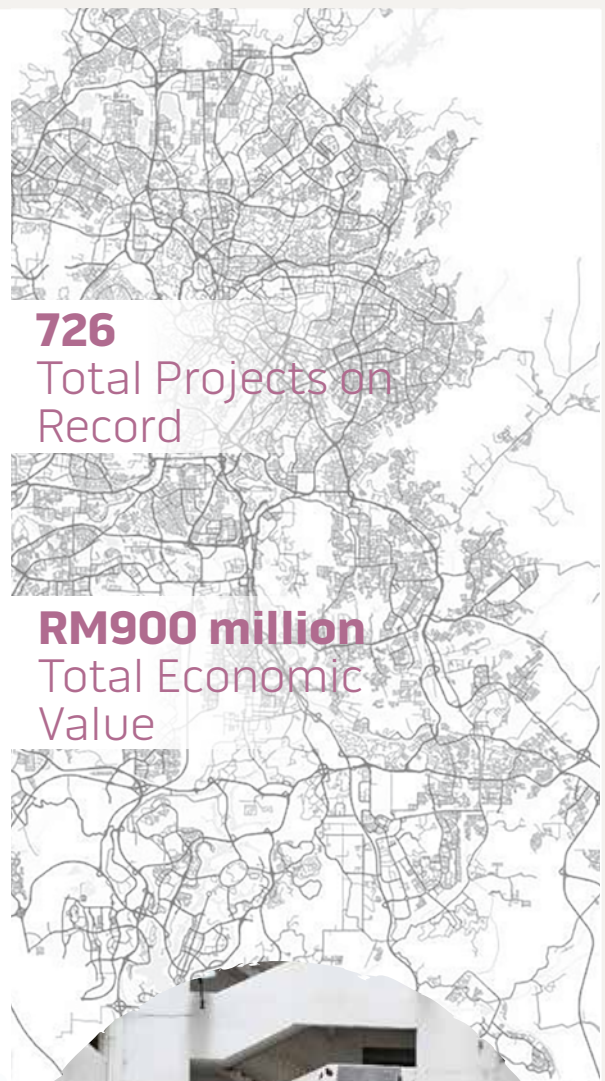 726
Total Projects on
Record
RM900 million
Total Economic
Value